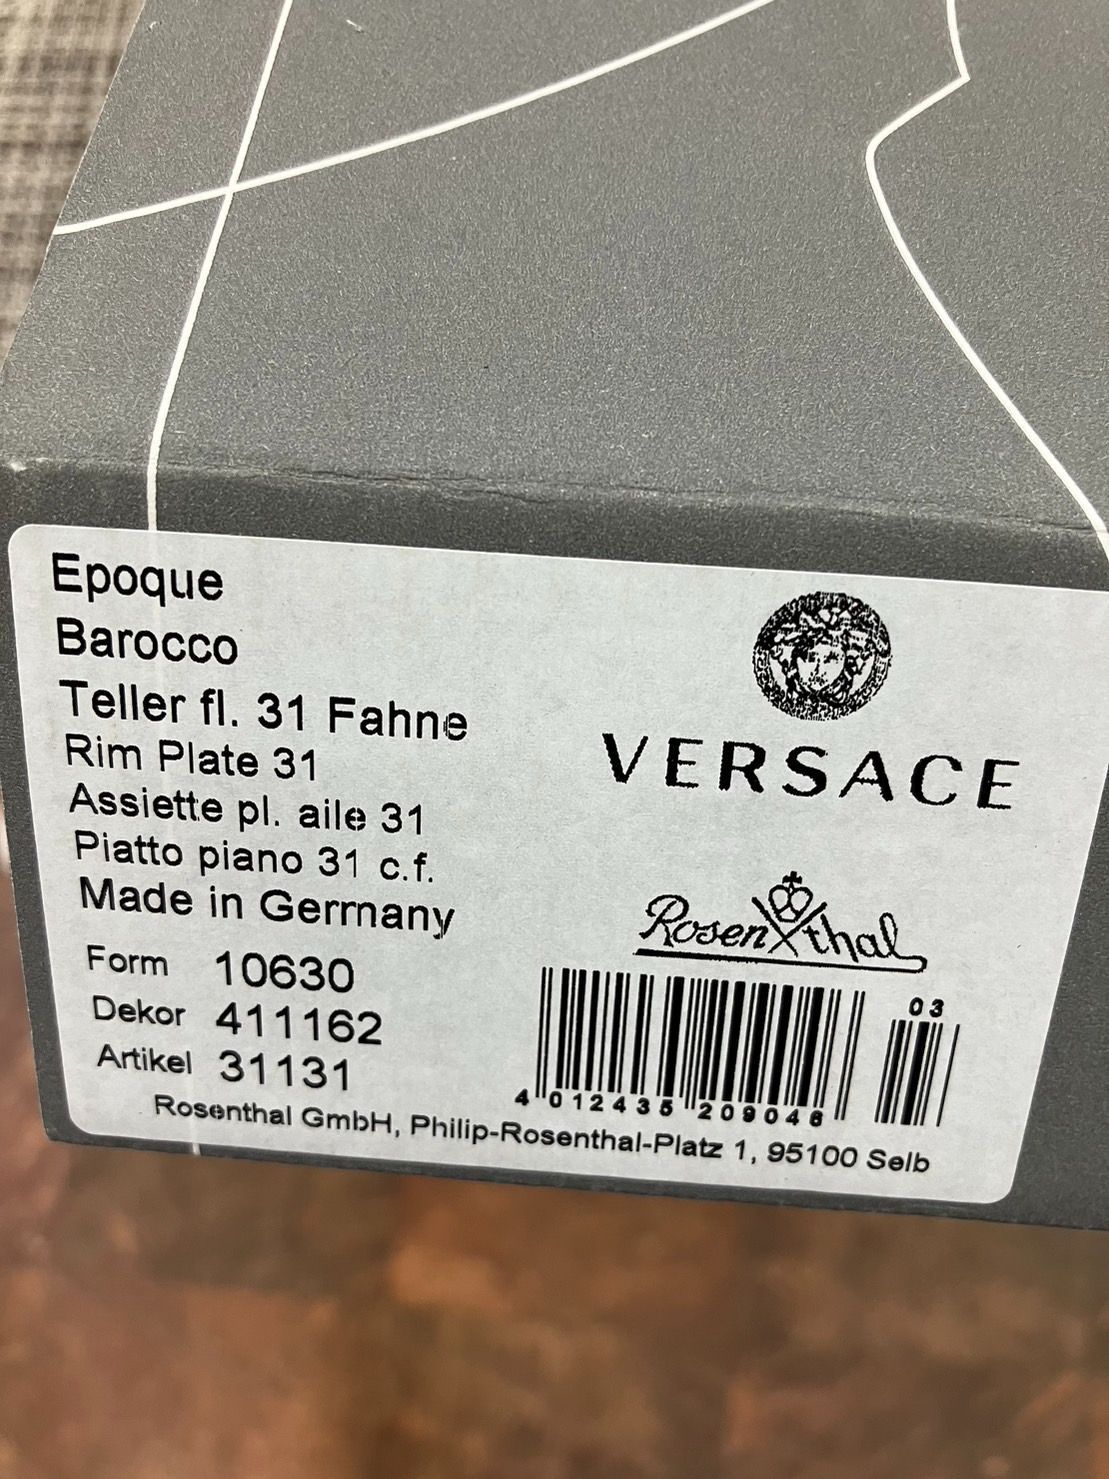 Epoque
Barocco
Teller fl. 31 Fahne
Rim Plate 31
Assiette pl. aile 31
Piatto piano 31 c.f.
Made in Germany
Form 10630
Dekor 411162
Artikel 31131
VERSACE
Rosenthal
03
4 012435 209046
Rosenthal GmbH, Philip-Rosenthal-Platz 1, 95100 Selb